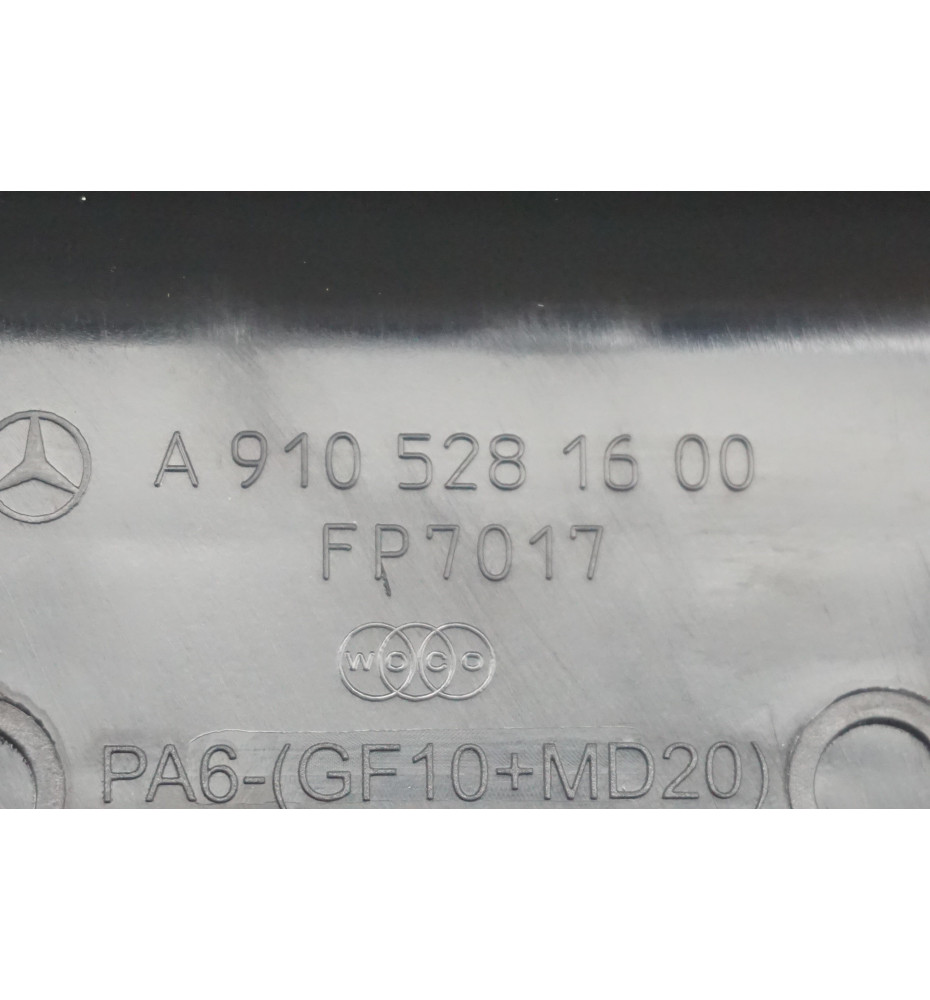 A 910 528 16 00
FP7017
WOCO
PA6-(GF10+MD20)